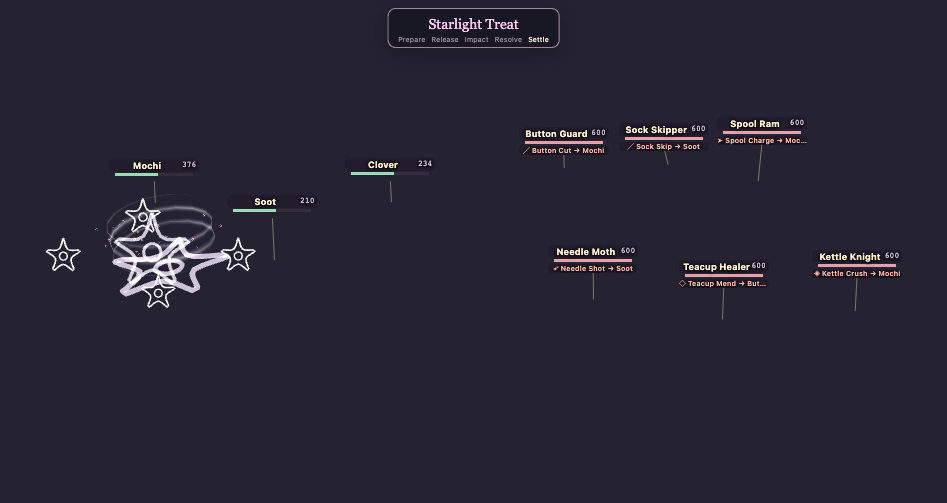 Starlight Treat
Prepare Release Impact Resolve Settle
Mochi 376
Soot 210
Clover 234
Button Guard 600
Button Cut → Mochi
Sock Skipper 600
Sock Skip → Soot
Spool Ram 600
Spool Charge → Moc...
Needle Moth 600
Needle Shot → Soot
Teacup Healer 600
Teacup Mend → But...
Kettle Knight 600
Kettle Crush → Mochi